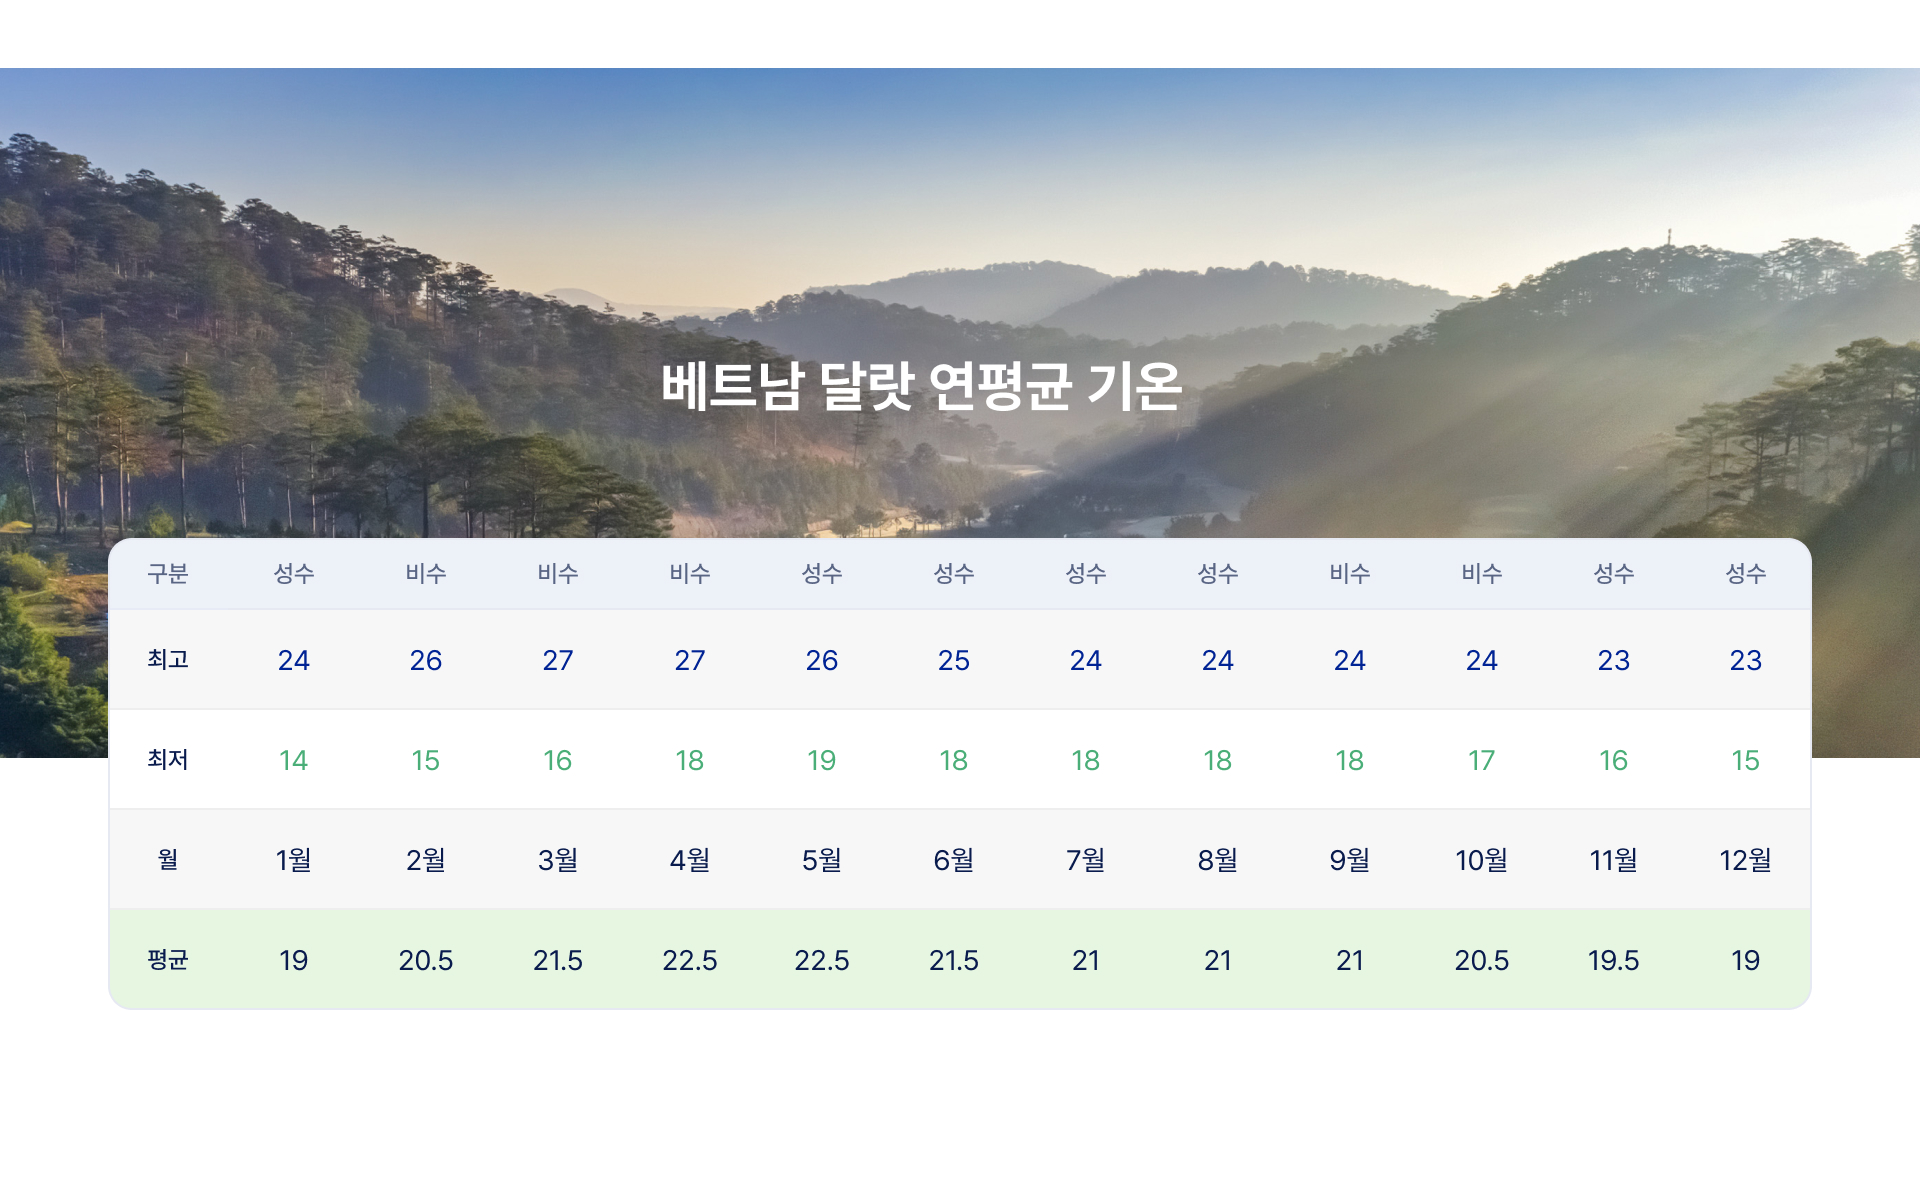 베트남 달랏 연평균 기온
구분 성수 비수 비수 비수 성수 성수 성수 성수 비수 비수 성수 성수
최고 24 26 27 27 26 25 24 24 24 24 23 23
최저 14 15 16 18 19 18 18 18 18 17 16 15
월 1월 2월 3월 4월 5월 6월 7월 8월 9월 10월 11월 12월
평균 19 20.5 21.5 22.5 22.5 21.5 21 21 21 20.5 19.5 19